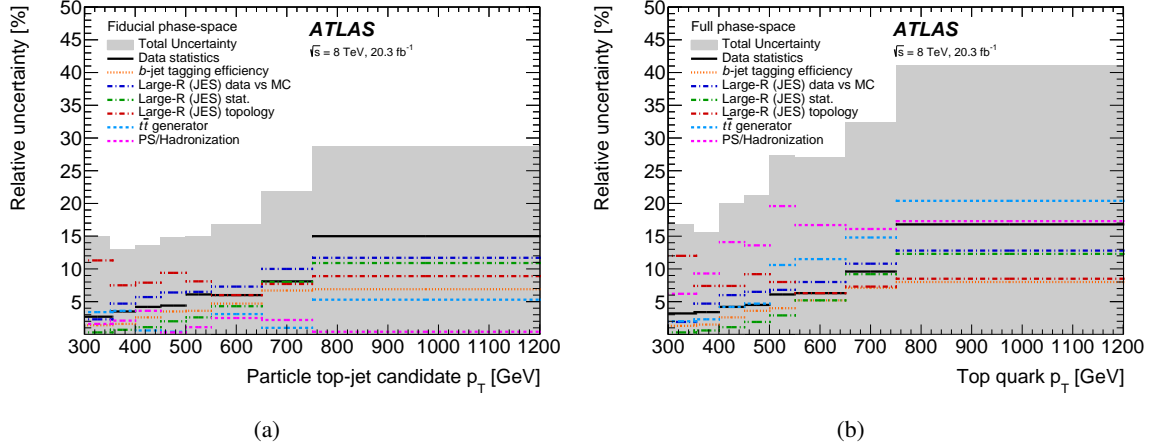 Relative uncertainty [%]
50
45
40
35
30
25
20
15
10
5
Fiducial phase-space
Total Uncertainty
Data statistics
b-jet tagging efficiency
Large-R (JES) data vs MC
Large-R (JES) stat.
Large-R (JES) topology
tt̄ generator
PS/Hadronization
ATLAS
√s = 8 TeV, 20.3 fb⁻¹
300 400 500 600 700 800 900 1000 1100 1200
Particle top-jet candidate p_T [GeV]
(a)
Relative uncertainty [%]
50
45
40
35
30
25
20
15
10
5
Full phase-space
Total Uncertainty
Data statistics
b-jet tagging efficiency
Large-R (JES) data vs MC
Large-R (JES) stat.
Large-R (JES) topology
tt̄ generator
PS/Hadronization
ATLAS
√s = 8 TeV, 20.3 fb⁻¹
300 400 500 600 700 800 900 1000 1100 1200
Top quark p_T [GeV]
(b)